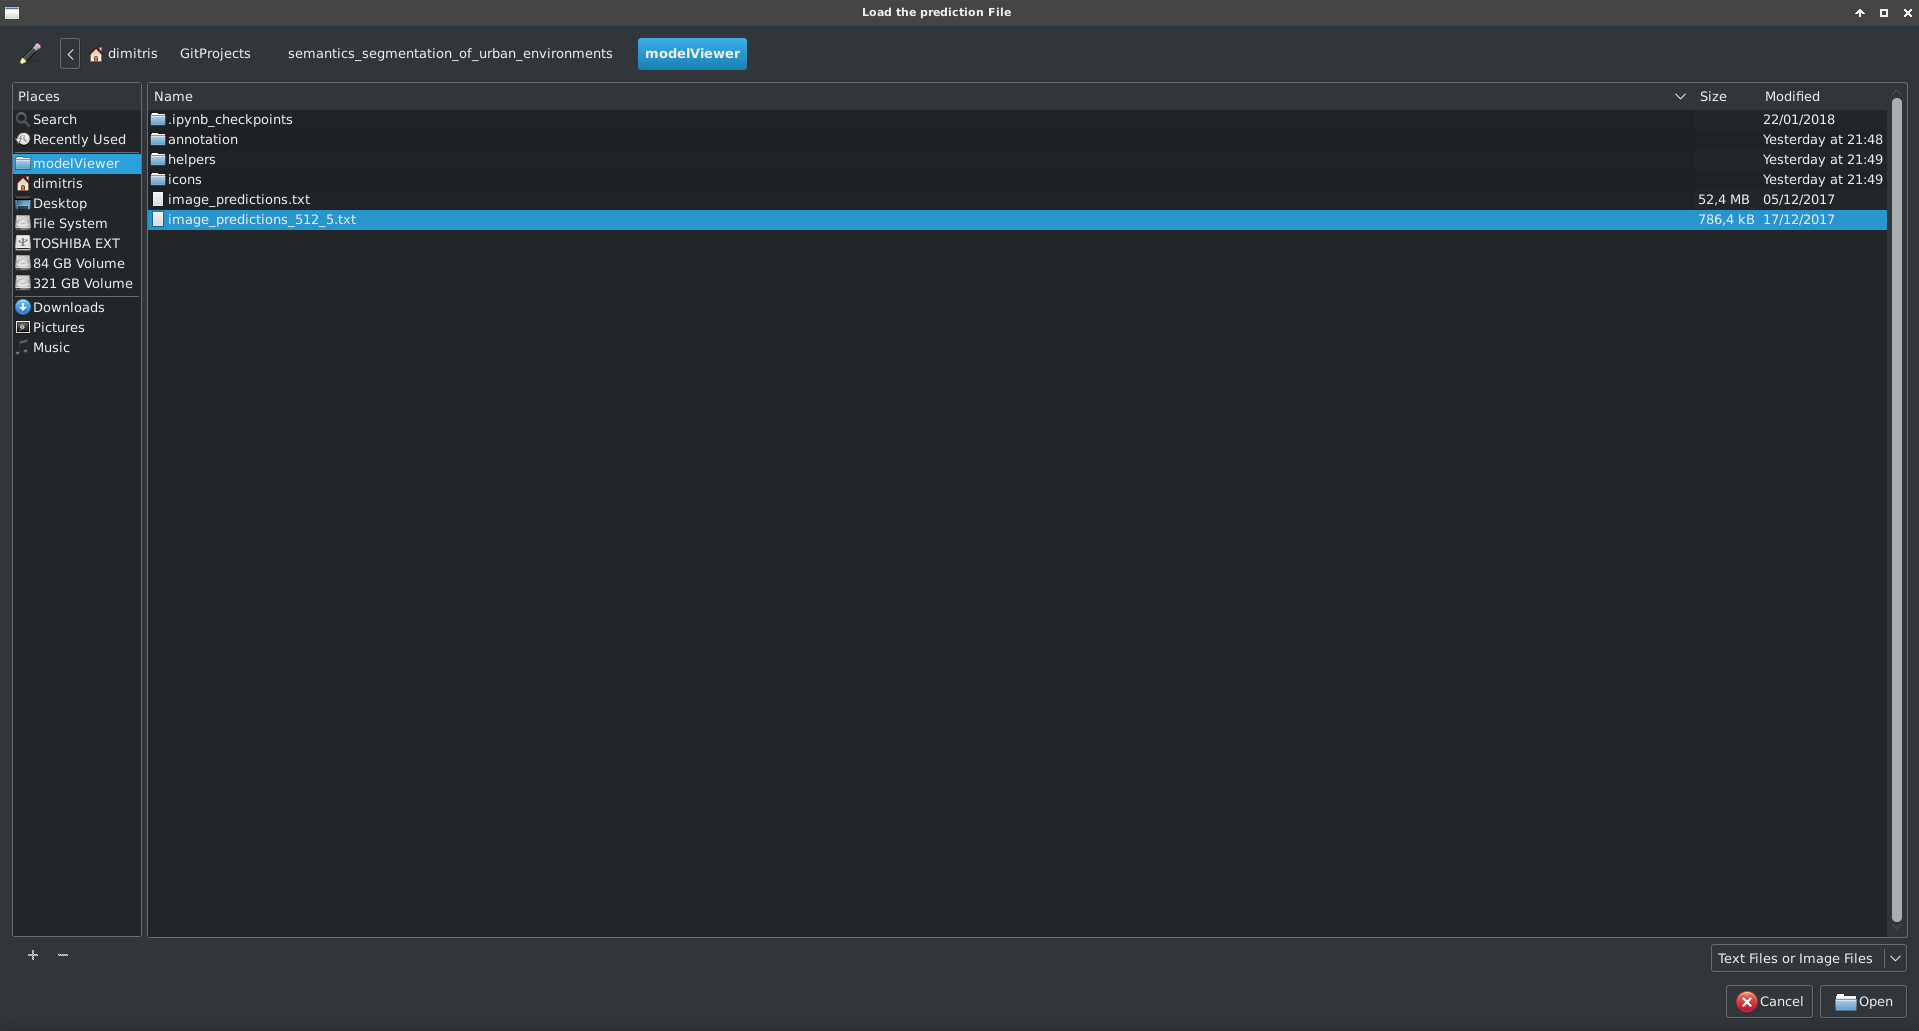 Load the prediction File
dimitris GitProjects semantics_segmentation_of_urban_environments modelViewer
Places
Search
Recently Used
modelViewer
dimitris
Desktop
File System
TOSHIBA EXT
84 GB Volume
321 GB Volume
Downloads
Pictures
Music
Name Size Modified
.ipynb_checkpoints 22/01/2018
annotation Yesterday at 21:48
helpers Yesterday at 21:49
icons Yesterday at 21:49
image_predictions.txt 52,4 MB 05/12/2017
image_predictions_512_5.txt 786,4 kB 17/12/2017
Text Files or Image Files
Cancel Open